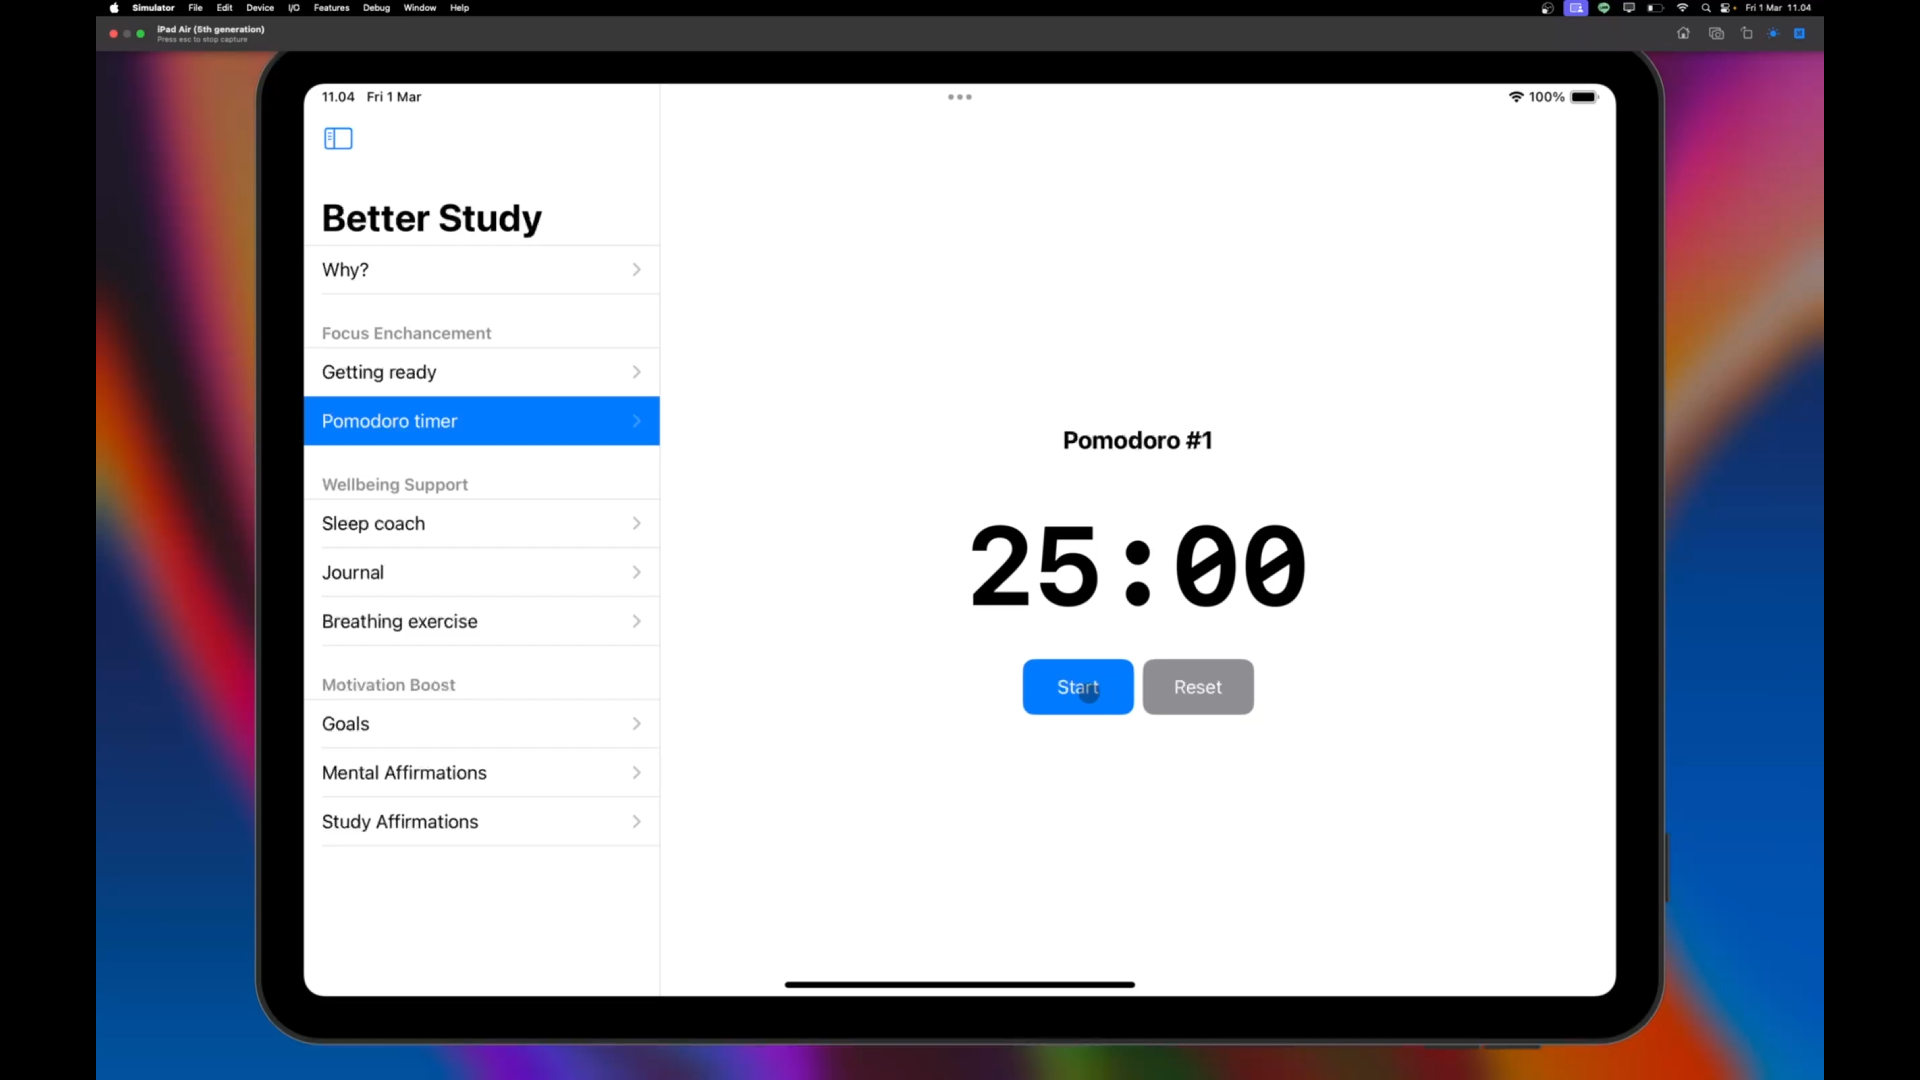 Simulator File Edit Device I/O Features Debug Window Help
Fri 1 Mar 11.04
iPad Air (5th generation)
Press esc to stop capture
11.04 Fri 1 Mar
100%
Better Study
Why?
Focus Enchancement
Getting ready
Pomodoro timer
Wellbeing Support
Sleep coach
Journal
Breathing exercise
Motivation Boost
Goals
Mental Affirmations
Study Affirmations
Pomodoro #1
25:00
Start
Reset